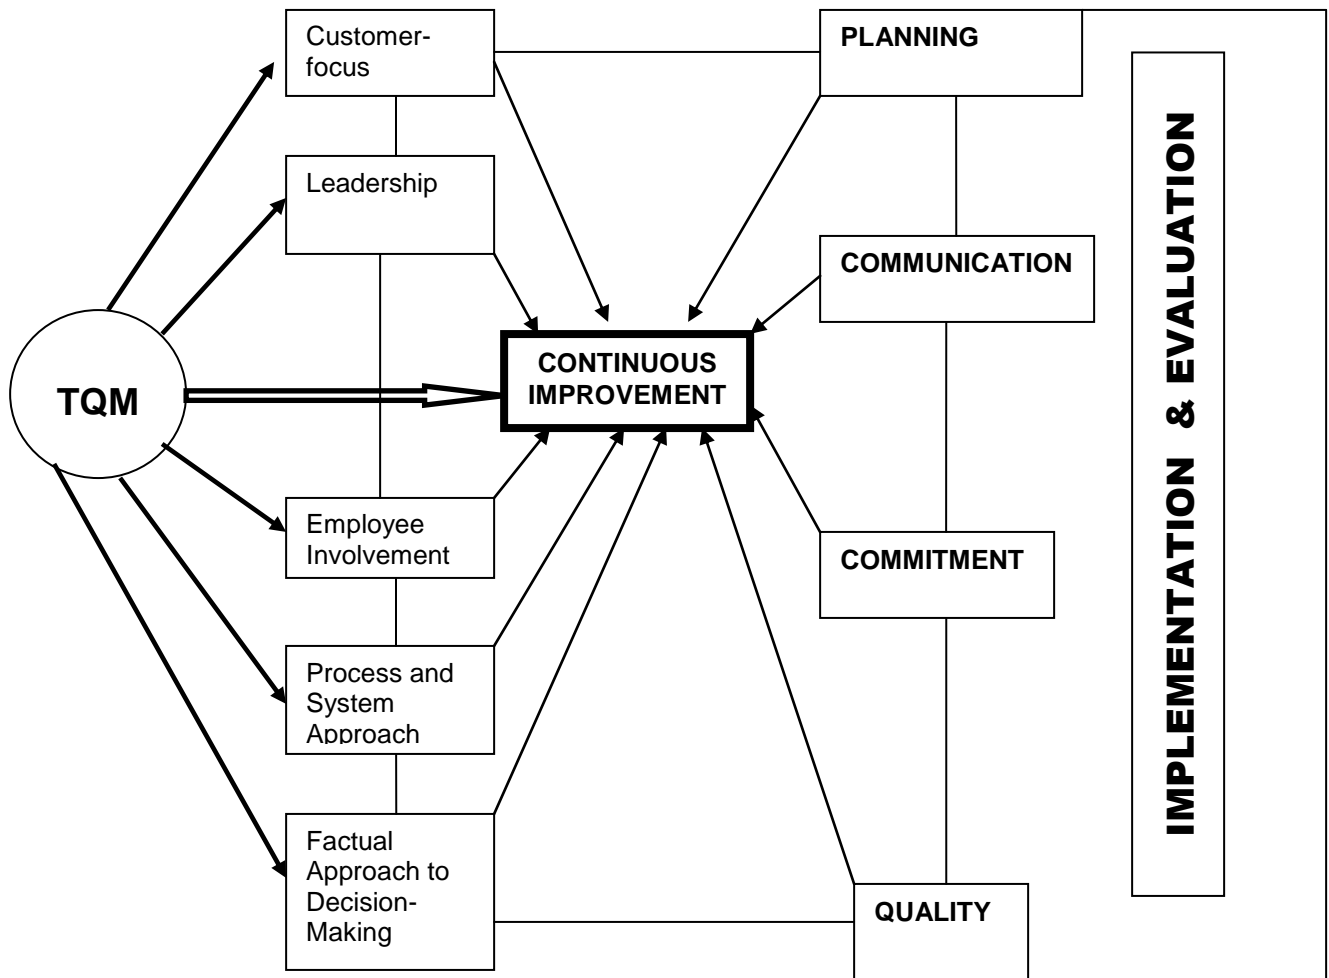 Customer-
focus
Leadership
TQM
Employee
Involvement
Process and
System
Approach
Factual
Approach to
Decision-
Making
CONTINUOUS
IMPROVEMENT
PLANNING
COMMUNICATION
COMMITMENT
QUALITY
IMPLEMENTATION & EVALUATION